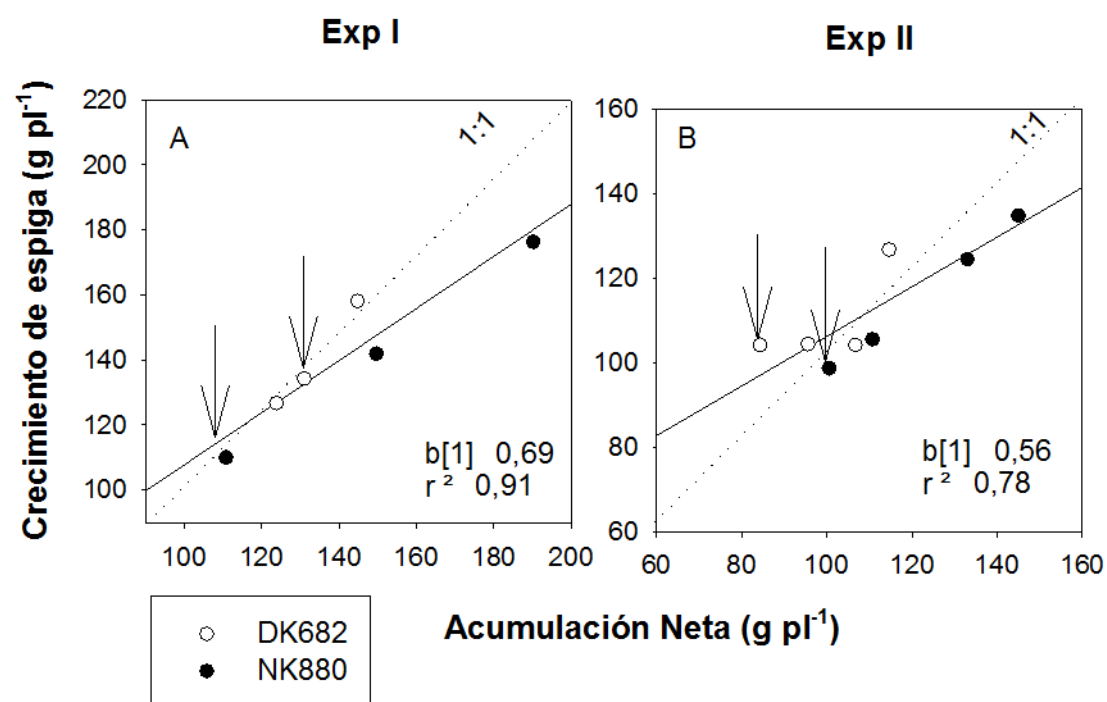 Exp I
Exp II
Crecimiento de espiga (g pl⁻¹)
220
200
180
160
140
120
100
A
1:1
b[1] 0,69
r ² 0,91
100 120 140 160 180 200
160
140
120
100
80
60
B
1:1
b[1] 0,56
r ² 0,78
60 80 100 120 140 160
Acumulación Neta (g pl⁻¹)
DK682
NK880